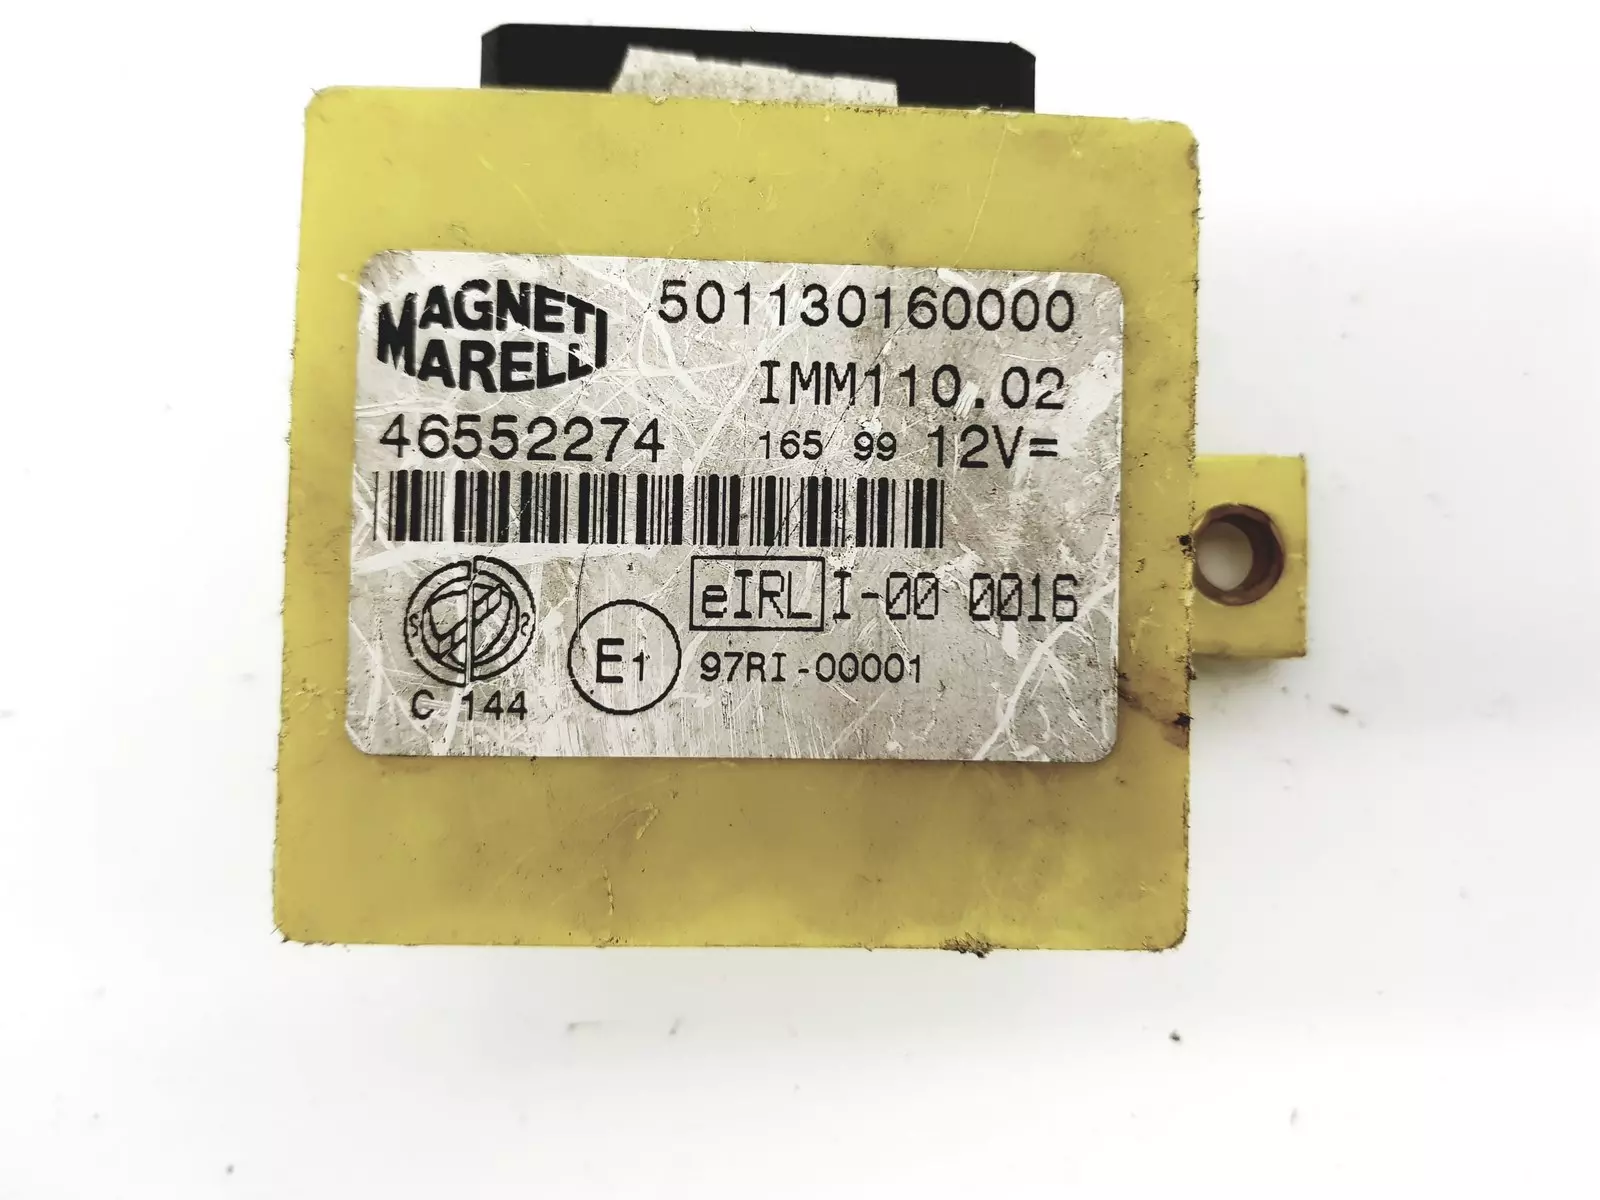 MAGNETI
MARELLI
501130160000
IMM110.02
46552274
165 99 12V=
eIRL I-00 0016
E1
97RI-00001
C 144